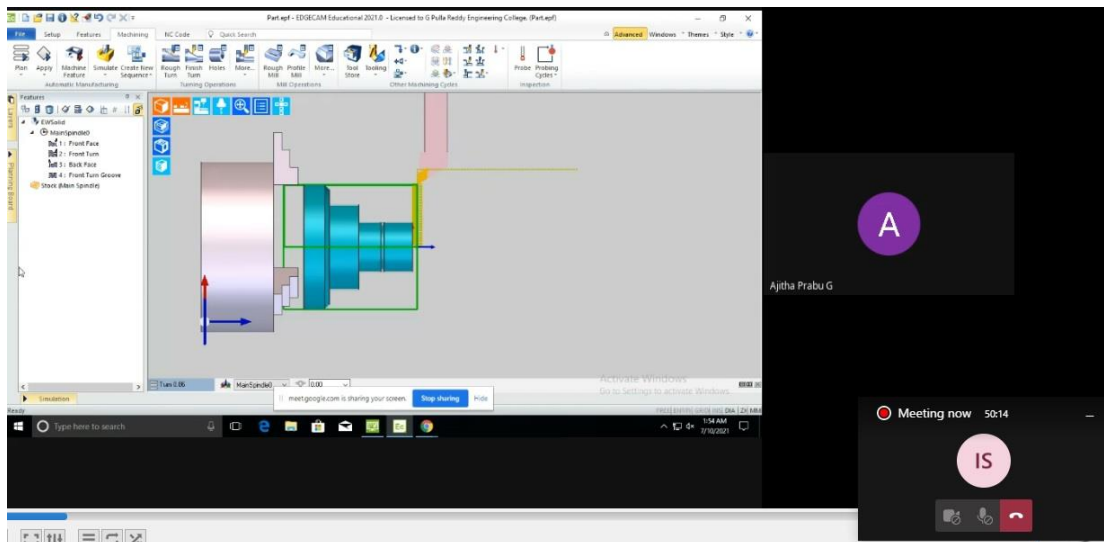 Part.epf - EDGECAM Educational 2021.0 - Licensed to G Pulla Reddy Engineering College. (Part.epf)
File Setup Features Machining NC Code Quick Search Advanced Windows Themes Style
Plan Apply Machine Feature Simulate Create New Sequence Rough Turn Finish Turn Holes More... Rough Mill Profile Mill More... Tool Store Tooling Probe Probing Cycles
Automatic Manufacturing Turning Operations Mill Operations Other Machining Cycles Inspection
Features
Layers
Planning Board
EWSolid
MainSpindle0
1 : Front Face
2 : Front Turn
3 : Back Face
4 : Front Turn Groove
Stock (Main Spindle)
A
Ajitha Prabu G
Turn 0.86 MainSpindle0 0.00
Activate Windows
Go to Settings to activate Windows.
Simulation
meet.google.com is sharing your screen. Stop sharing Hide
Ready
DIA ZX MM
Type here to search
1:54 AM
7/10/2021
Meeting now 50:14
IS